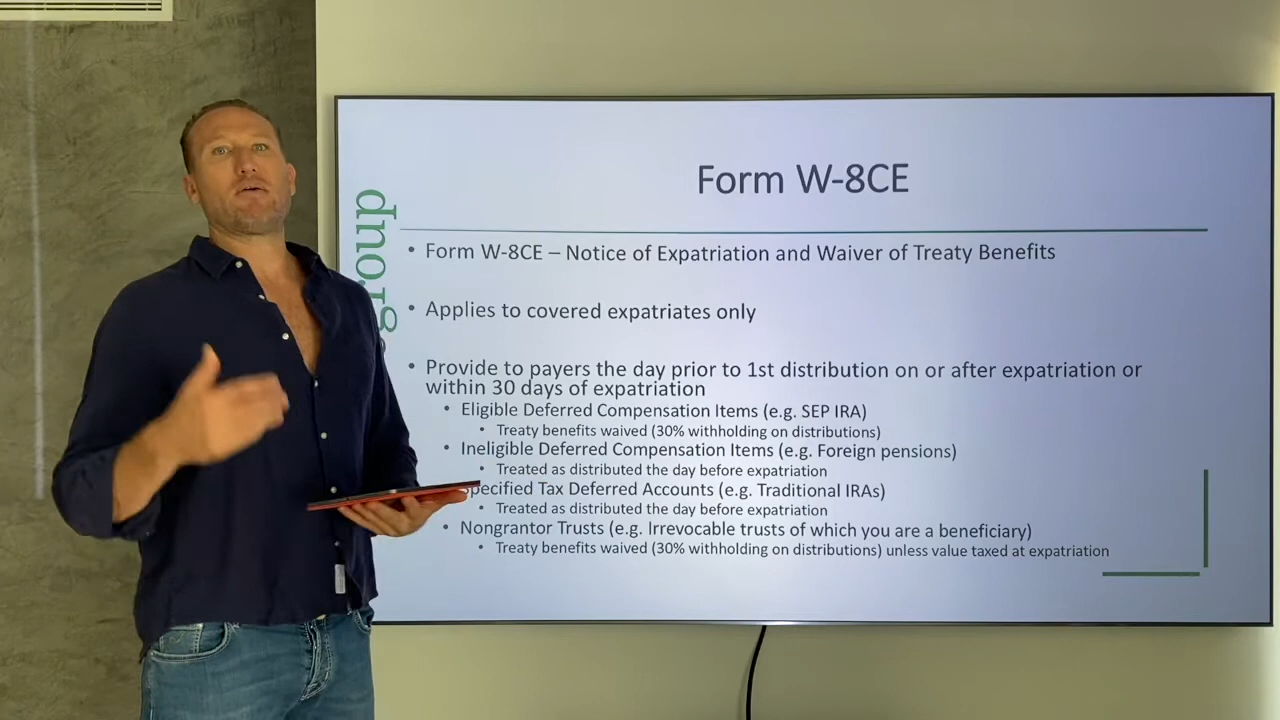 Form W-8CE
group
• Form W-8CE – Notice of Expatriation and Waiver of Treaty Benefits
• Applies to covered expatriates only
• Provide to payers the day prior to 1st distribution on or after expatriation or
within 30 days of expatriation
• Eligible Deferred Compensation Items (e.g. SEP IRA)
• Treaty benefits waived (30% withholding on distributions)
• Ineligible Deferred Compensation Items (e.g. Foreign pensions)
• Treated as distributed the day before expatriation
Specified Tax Deferred Accounts (e.g. Traditional IRAs)
• Treated as distributed the day before expatriation
• Nongrantor Trusts (e.g. Irrevocable trusts of which you are a beneficiary)
• Treaty benefits waived (30% withholding on distributions) unless value taxed at expatriation